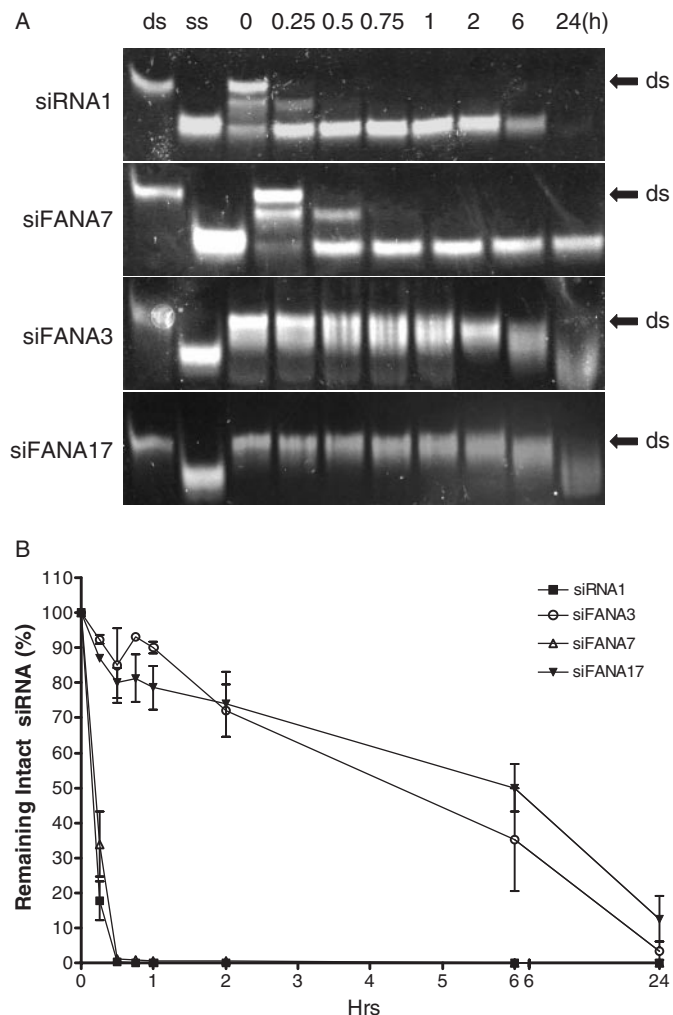 A
ds ss 0 0.25 0.5 0.75 1 2 6 24(h)
siRNA1
ds
siFANA7
ds
siFANA3
ds
siFANA17
ds
B
Remaining Intact siRNA (%)
110
100
90
80
70
60
50
40
30
20
10
0
siRNA1
siFANA3
siFANA7
siFANA17
0 1 2 3 4 5 6 6 24
Hrs